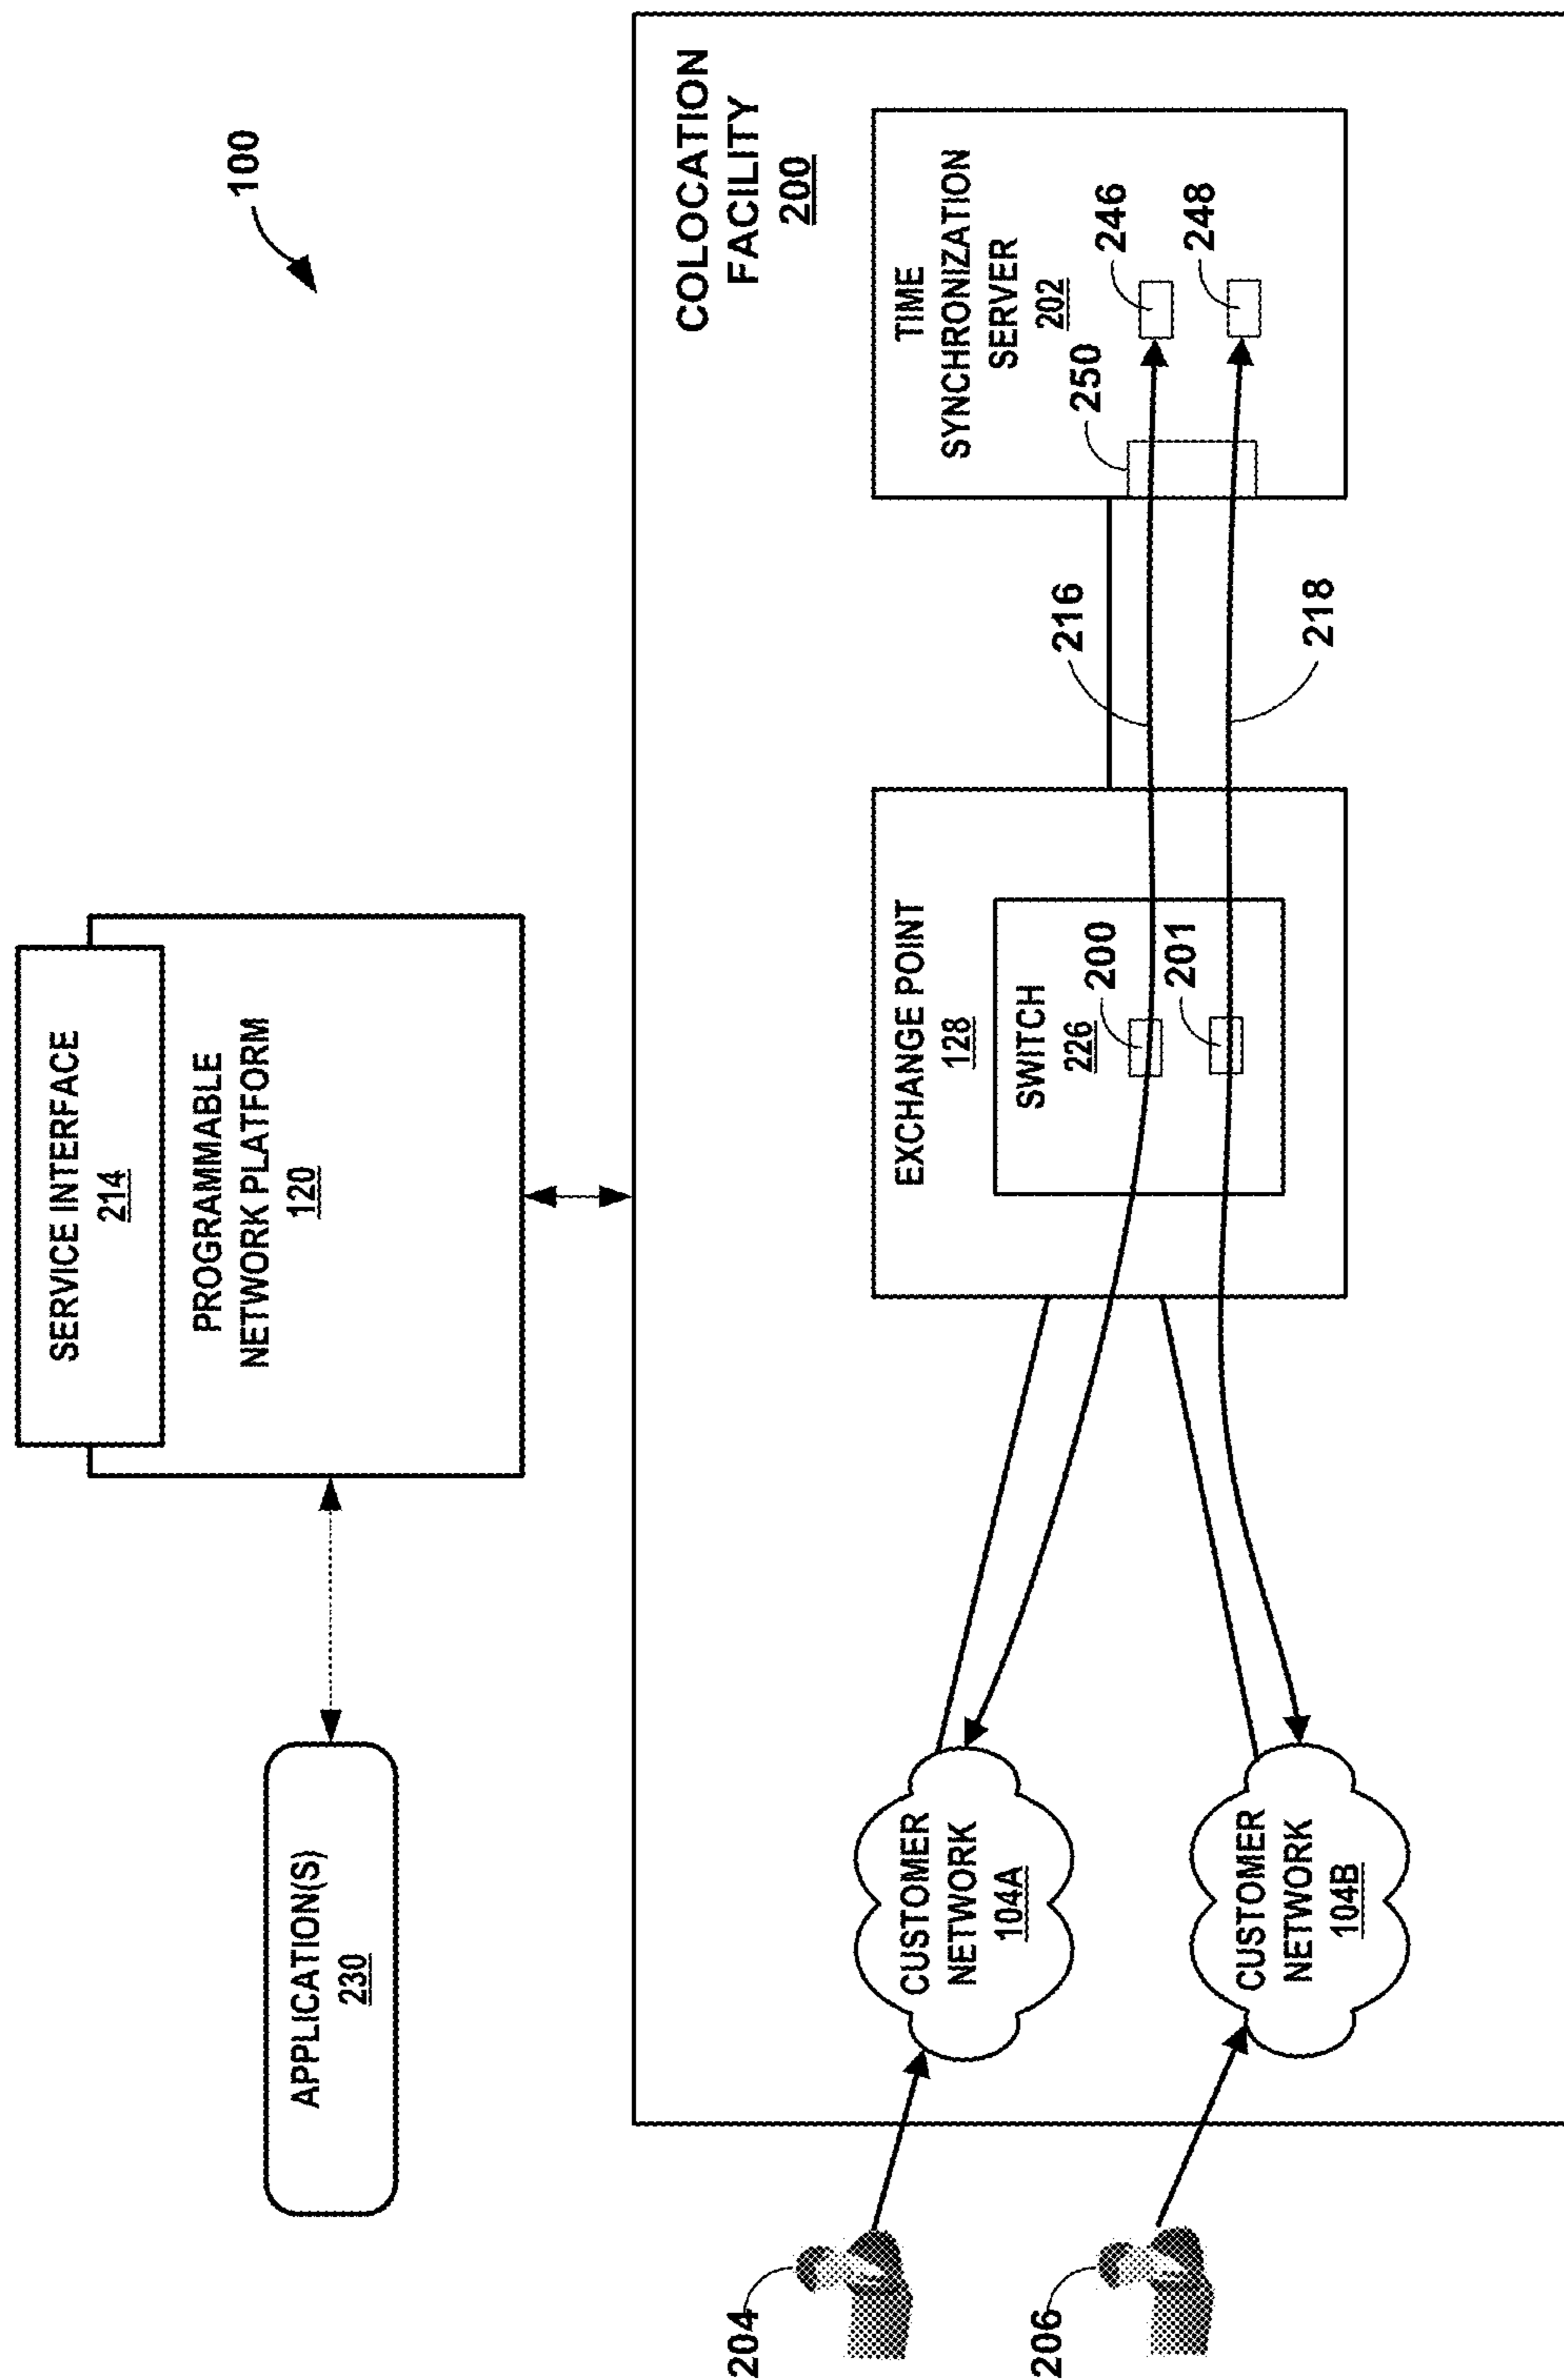 100
SERVICE INTERFACE
214
PROGRAMMABLE
NETWORK PLATFORM
120
APPLICATION(S)
230
COLOCATION
FACILITY
200
TIME
SYNCHRONIZATION
SERVER
202
250
246
248
216
218
EXCHANGE POINT
128
SWITCH
226
200
201
CUSTOMER
NETWORK
104A
CUSTOMER
NETWORK
104B
204
206